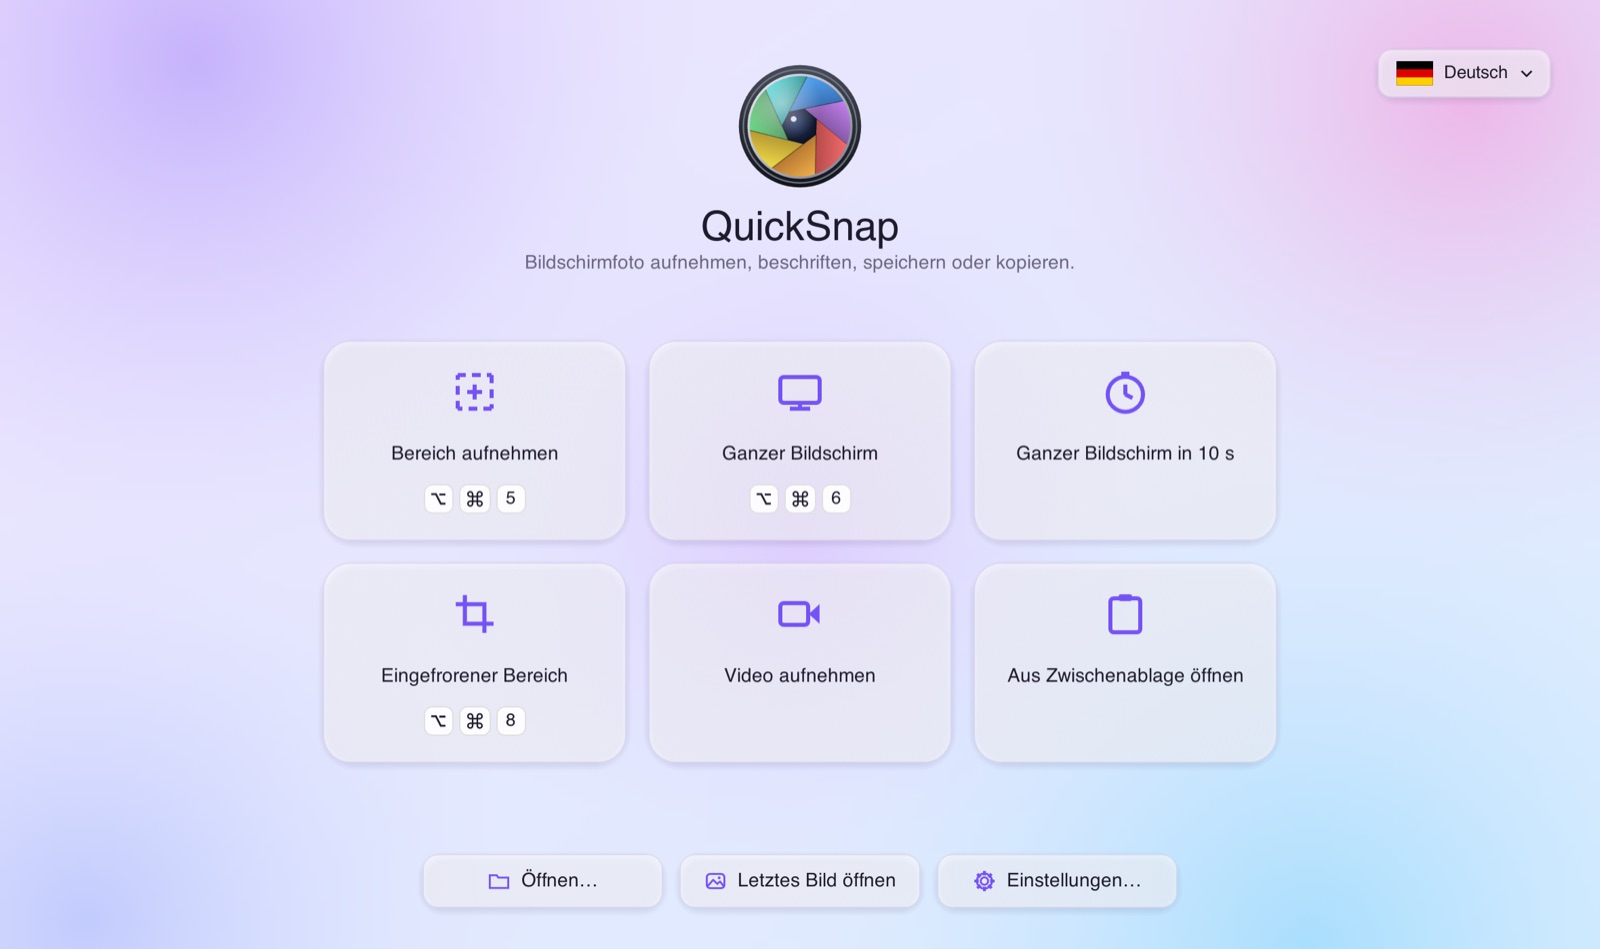 Deutsch
QuickSnap
Bildschirmfoto aufnehmen, beschriften, speichern oder kopieren.
Bereich aufnehmen
⌥ ⌘ 5
Ganzer Bildschirm
⌥ ⌘ 6
Ganzer Bildschirm in 10 s
Eingefrorener Bereich
⌥ ⌘ 8
Video aufnehmen
Aus Zwischenablage öffnen
Öffnen…
Letztes Bild öffnen
Einstellungen…